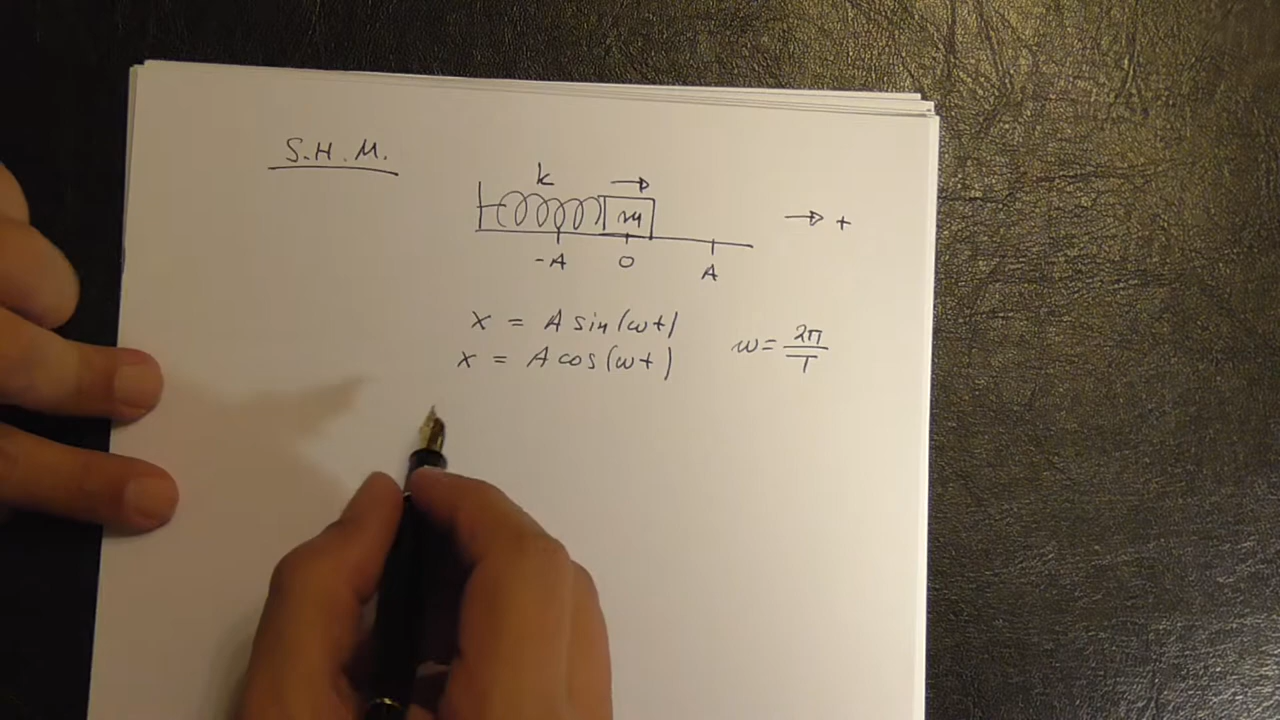 S.H.M.
k
m
+
-A 0 A
x = A sin(ωt)
x = A cos(ωt)
ω = 2π/T